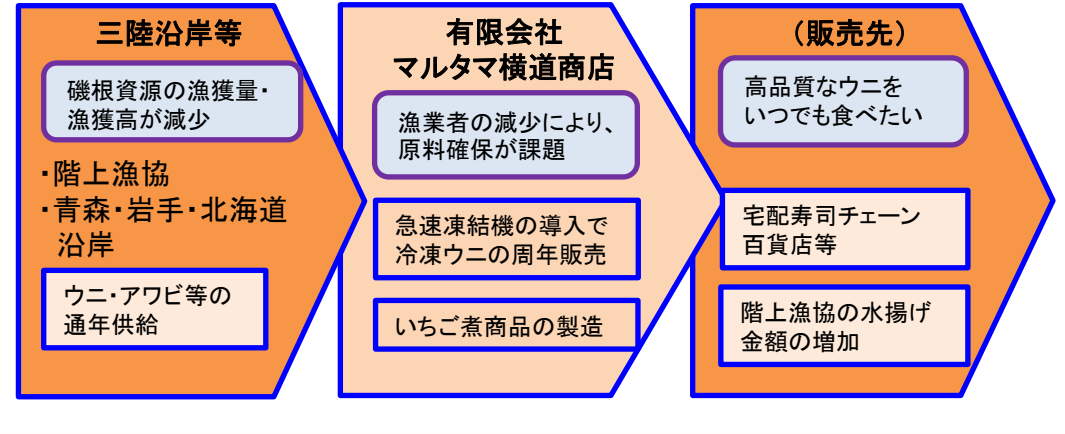 三陸沿岸等
磯根資源の漁獲量・
漁獲高が減少
・階上漁協
・青森・岩手・北海道
沿岸
ウニ・アワビ等の
通年供給
有限会社
マルタマ横道商店
漁業者の減少により、
原料確保が課題
急速凍結機の導入で
冷凍ウニの周年販売
いちご煮商品の製造
（販売先）
高品質なウニを
いつでも食べたい
宅配寿司チェーン
百貨店等
階上漁協の水揚げ
金額の増加